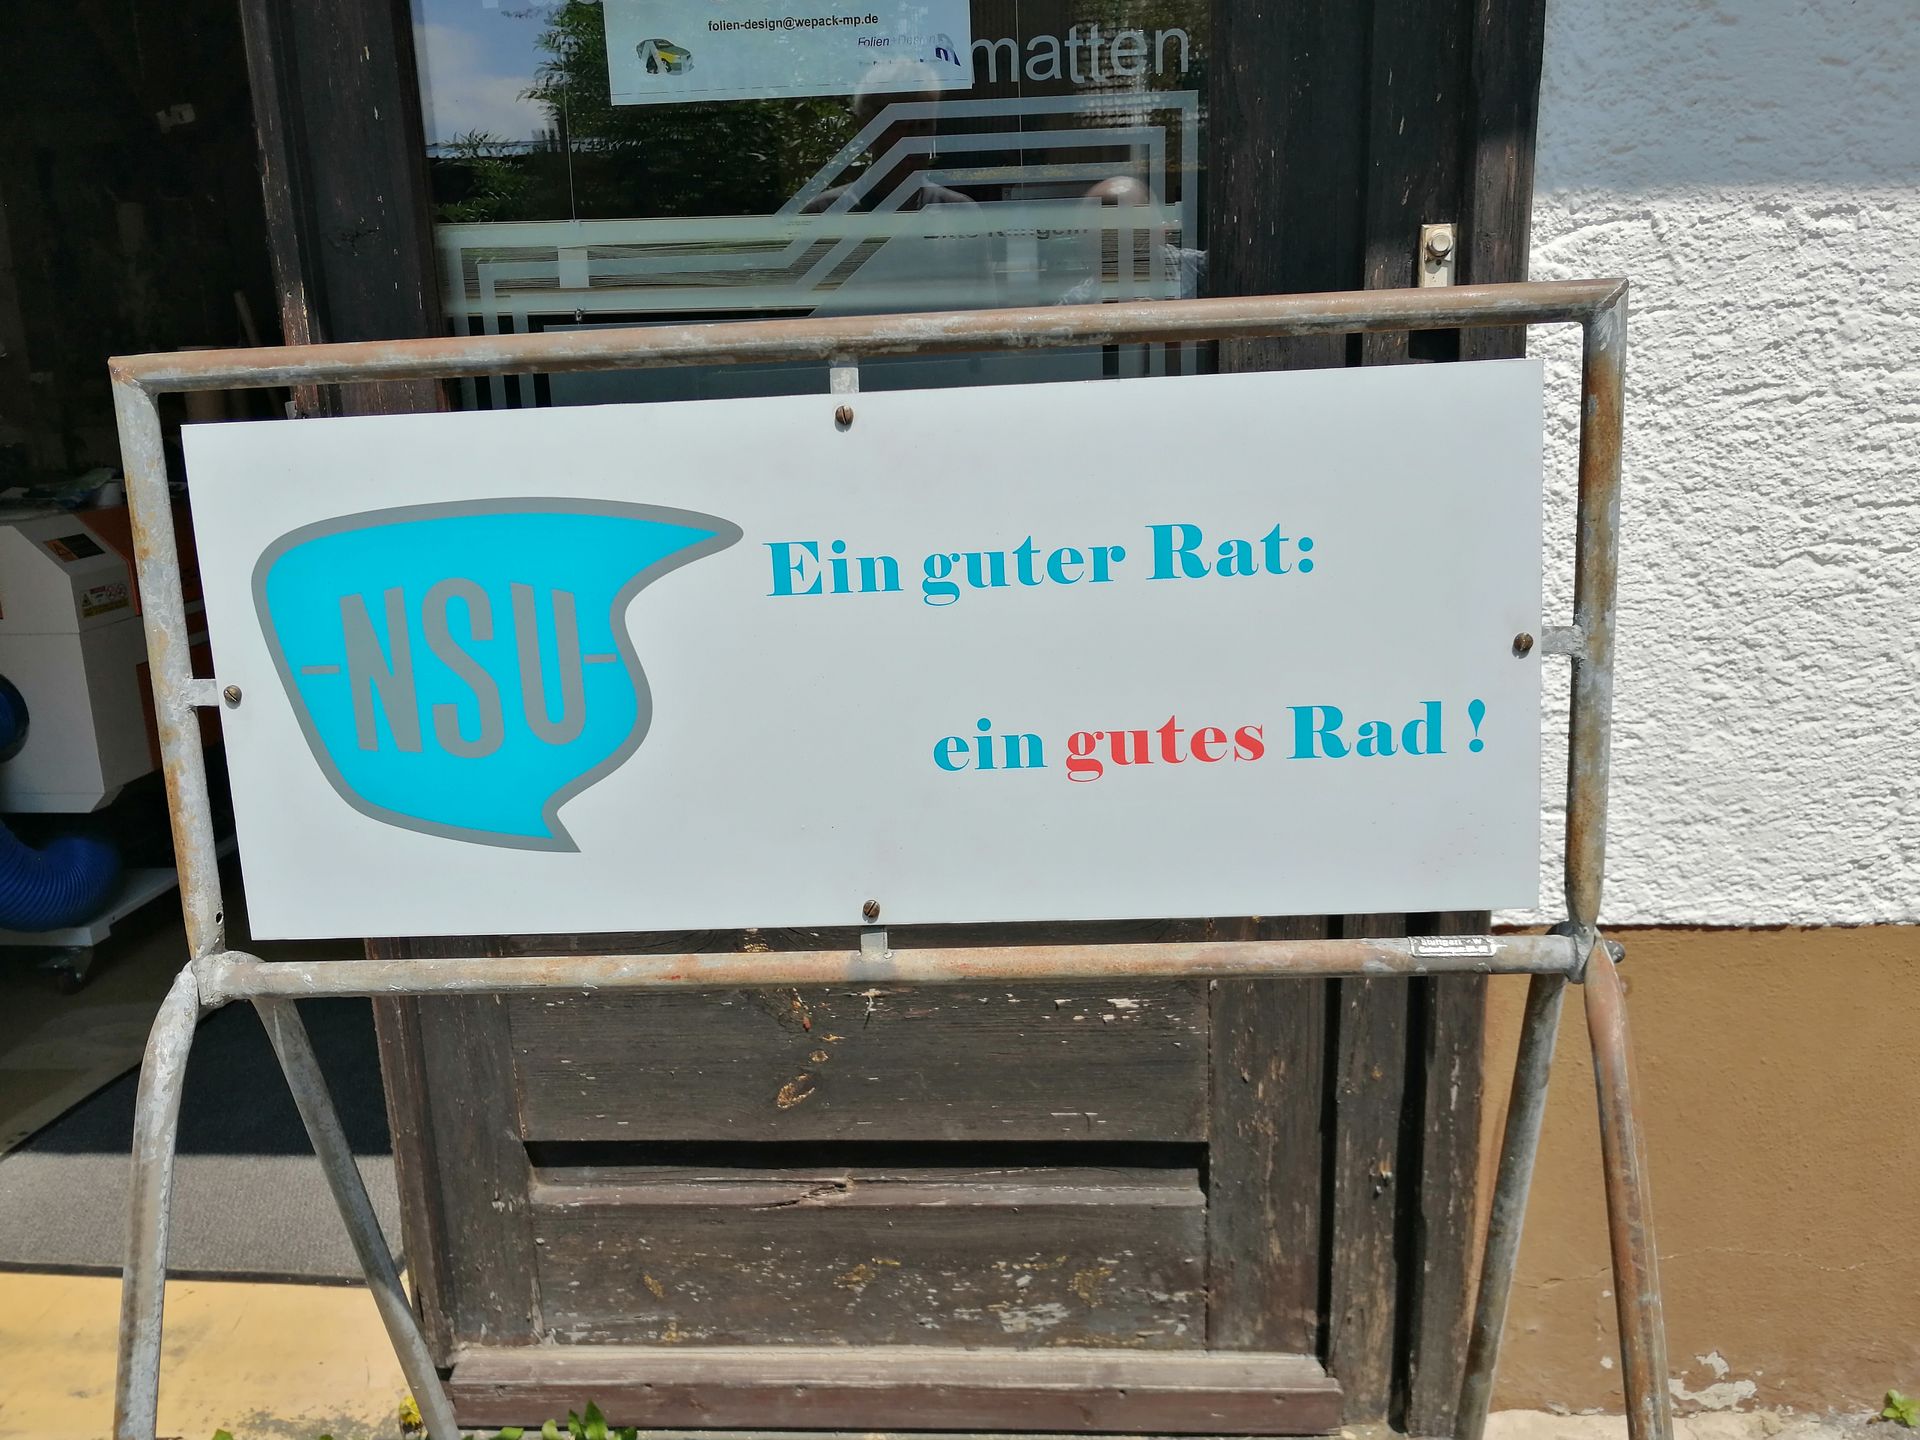 folien-design@wepack-mp.de
matten
NSU
Ein guter Rat:
ein gutes Rad !